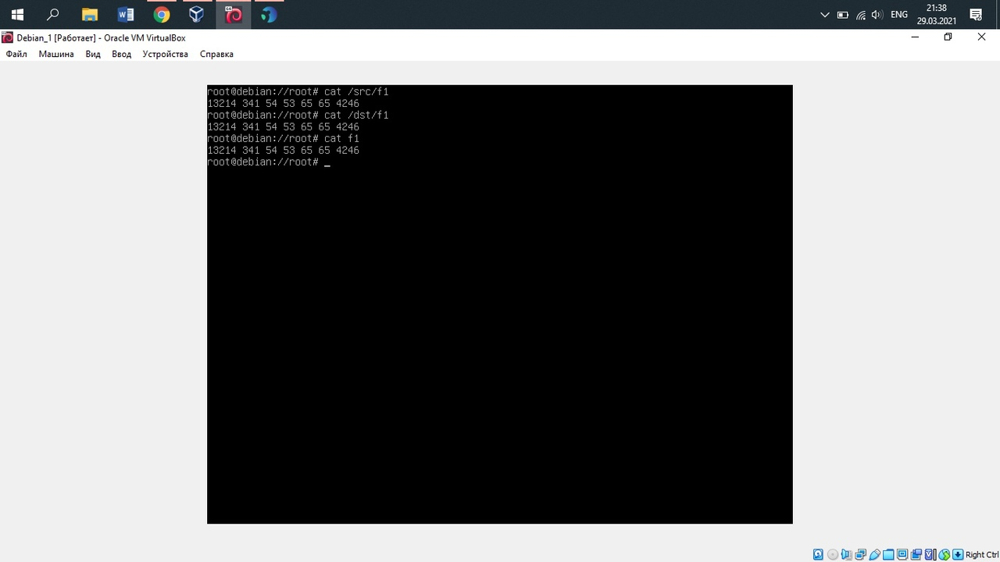 21:38
ENG
29.03.2021
Debian_1 [Работает] - Oracle VM VirtualBox
Файл Машина Вид Ввод Устройства Справка
root@debian://root# cat /src/f1
13214 341 54 53 65 65 4246
root@debian://root# cat /dst/f1
13214 341 54 53 65 65 4246
root@debian://root# cat f1
13214 341 54 53 65 65 4246
root@debian://root# _
Right Ctrl